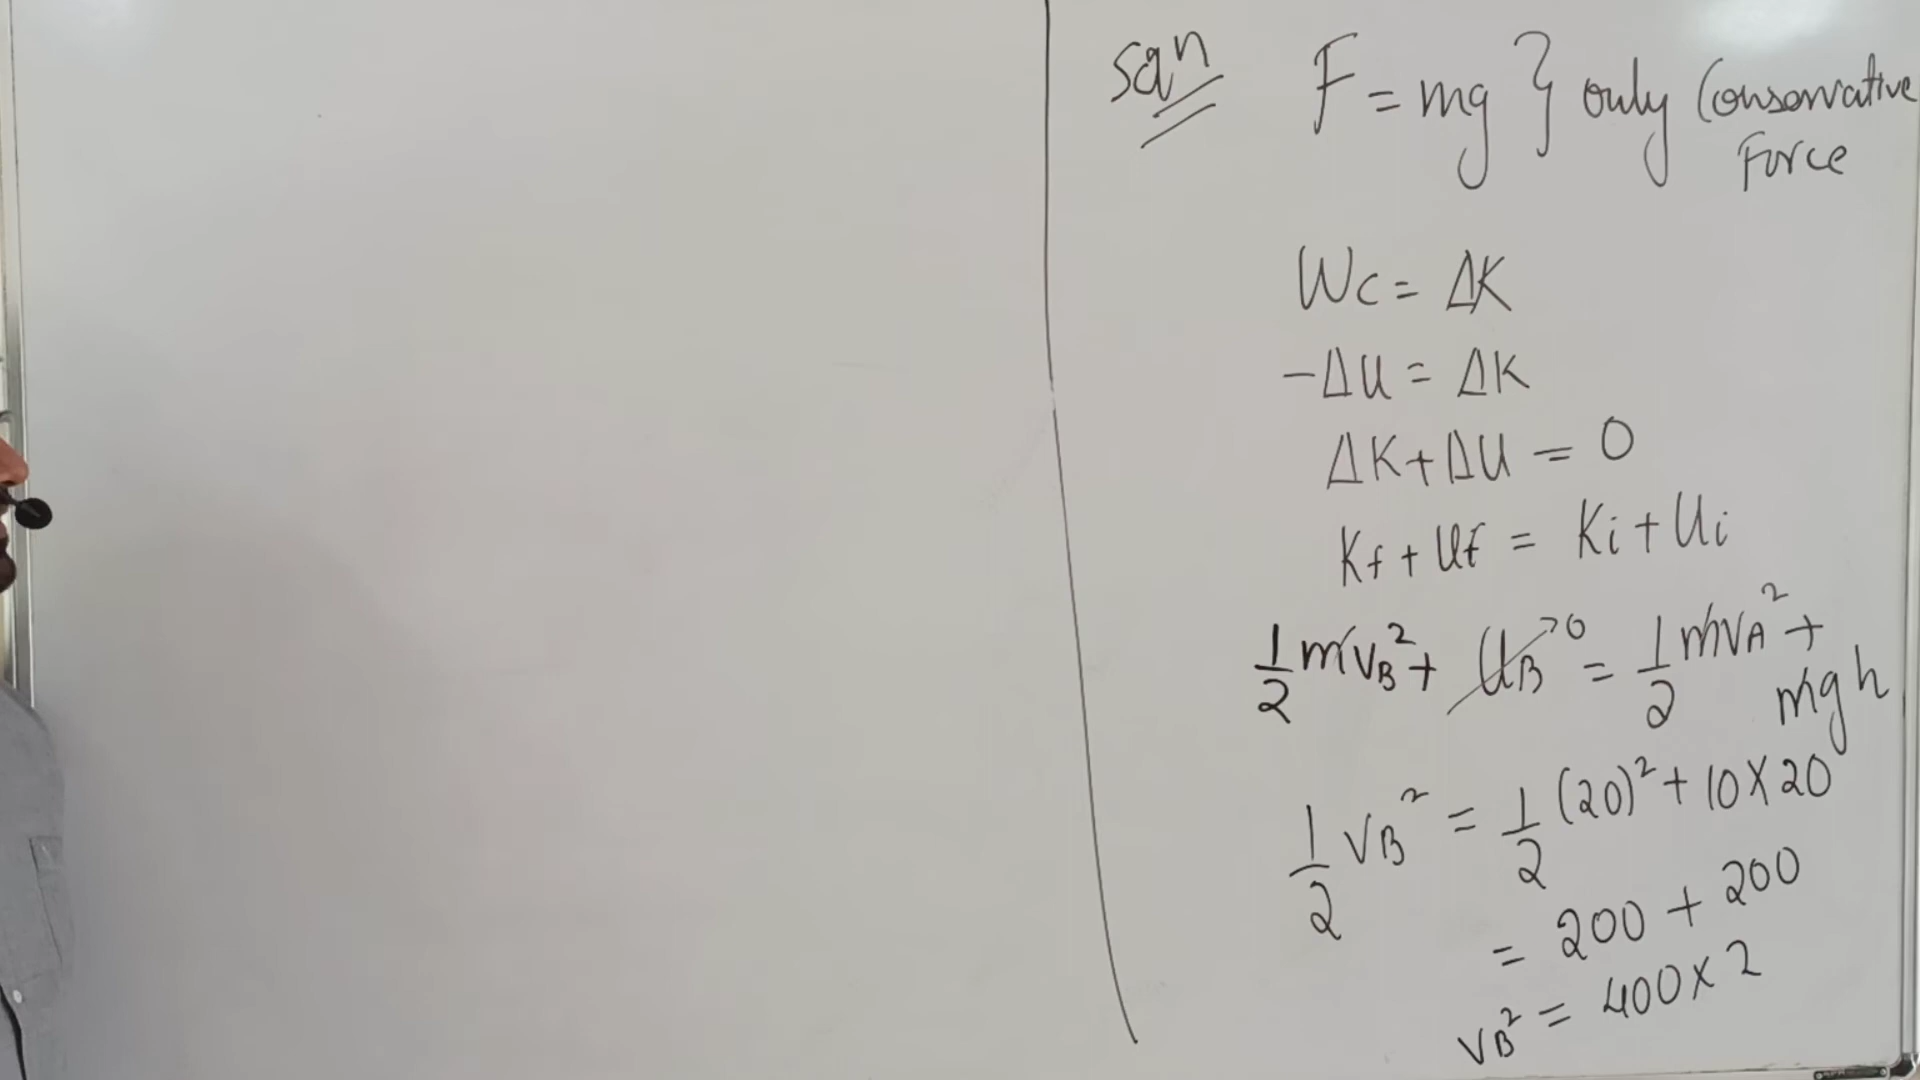 Solⁿ F = mg } only Conservative
Force
Wc = ΔK
-ΔU = ΔK
ΔK + ΔU = 0
Kf + Uf = Ki + Ui
1/2 mVB² + UB→0 = 1/2 mVA² +
mgh
1/2 VB² = 1/2 (20)² + 10 X 20
= 200 + 200
VB² = 400 X 2